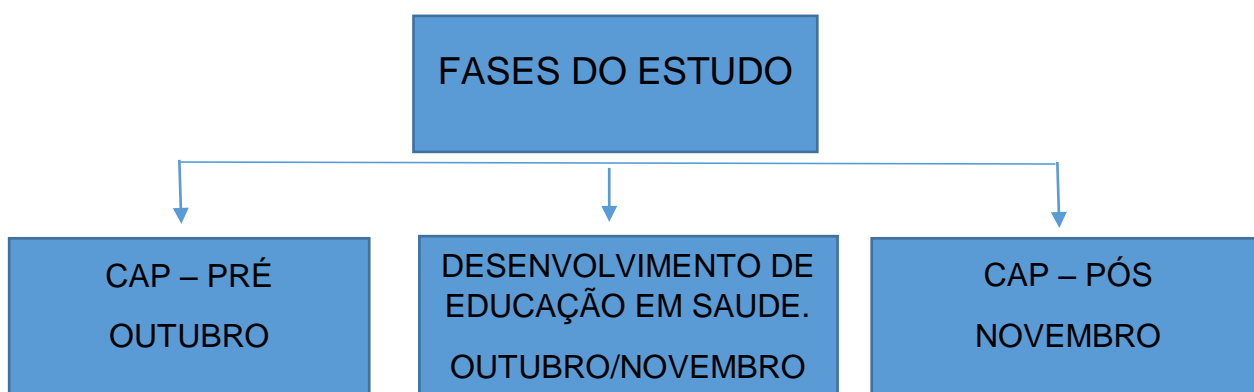 FASES DO ESTUDO
CAP – PRÉ
OUTUBRO
DESENVOLVIMENTO DE
EDUCAÇÃO EM SAUDE.
OUTUBRO/NOVEMBRO
CAP – PÓS
NOVEMBRO